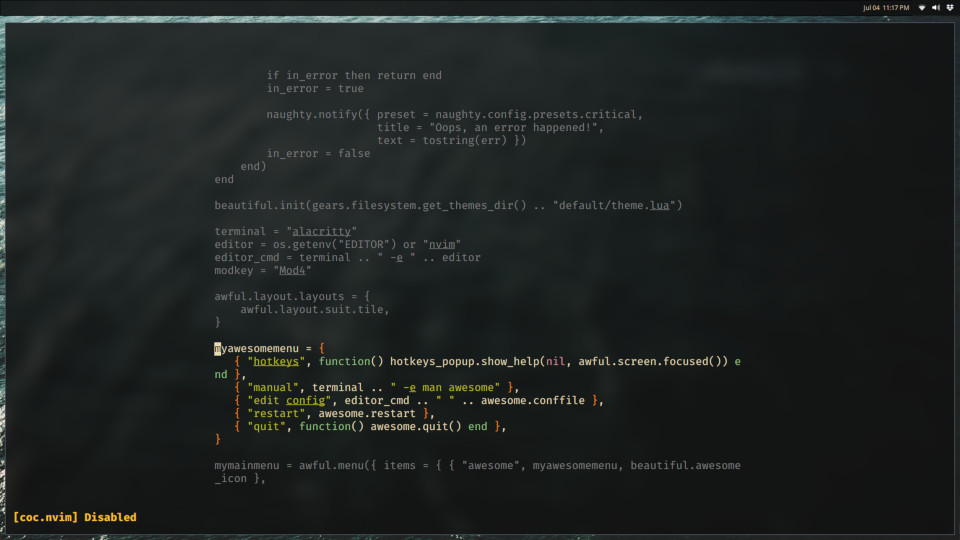 Jul 04 11:17 PM
if in_error then return end
in_error = true
naughty.notify({ preset = naughty.config.presets.critical,
title = "Oops, an error happened!",
text = tostring(err) })
in_error = false
end)
end
beautiful.init(gears.filesystem.get_themes_dir() .. "default/theme.lua")
terminal = "alacritty"
editor = os.getenv("EDITOR") or "nvim"
editor_cmd = terminal .. " -e " .. editor
modkey = "Mod4"
awful.layout.layouts = {
awful.layout.suit.tile,
}
myawesomemenu = {
{ "hotkeys", function() hotkeys_popup.show_help(nil, awful.screen.focused()) e
nd },
{ "manual", terminal .. " -e man awesome" },
{ "edit config", editor_cmd .. " " .. awesome.conffile },
{ "restart", awesome.restart },
{ "quit", function() awesome.quit() end },
}
mymainmenu = awful.menu({ items = { { "awesome", myawesomemenu, beautiful.awesome
_icon },
[coc.nvim] Disabled